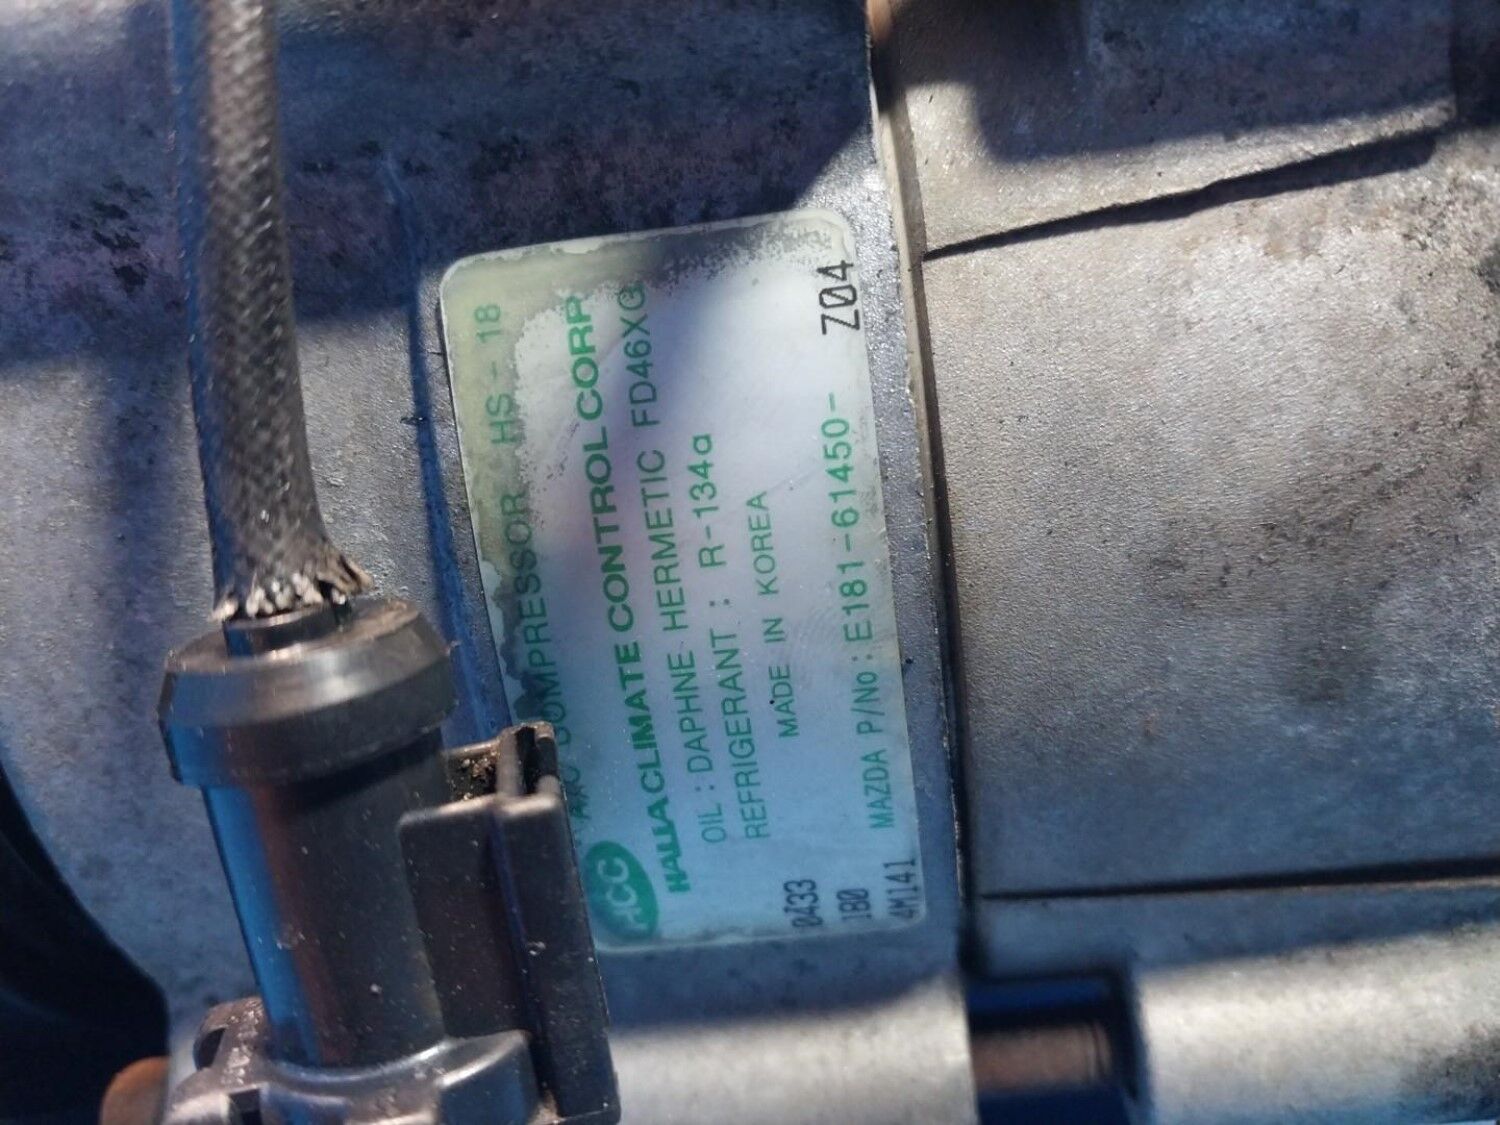 A/C COMPRESSOR HS-18
HCC
HALLA CLIMATE CONTROL CORP
OIL : DAPHNE HERMETIC FD46XG
REFRIGERANT : R-134a
MADE IN KOREA
0433
180
4M141
MAZDA P/No : E181-61450-
Z04